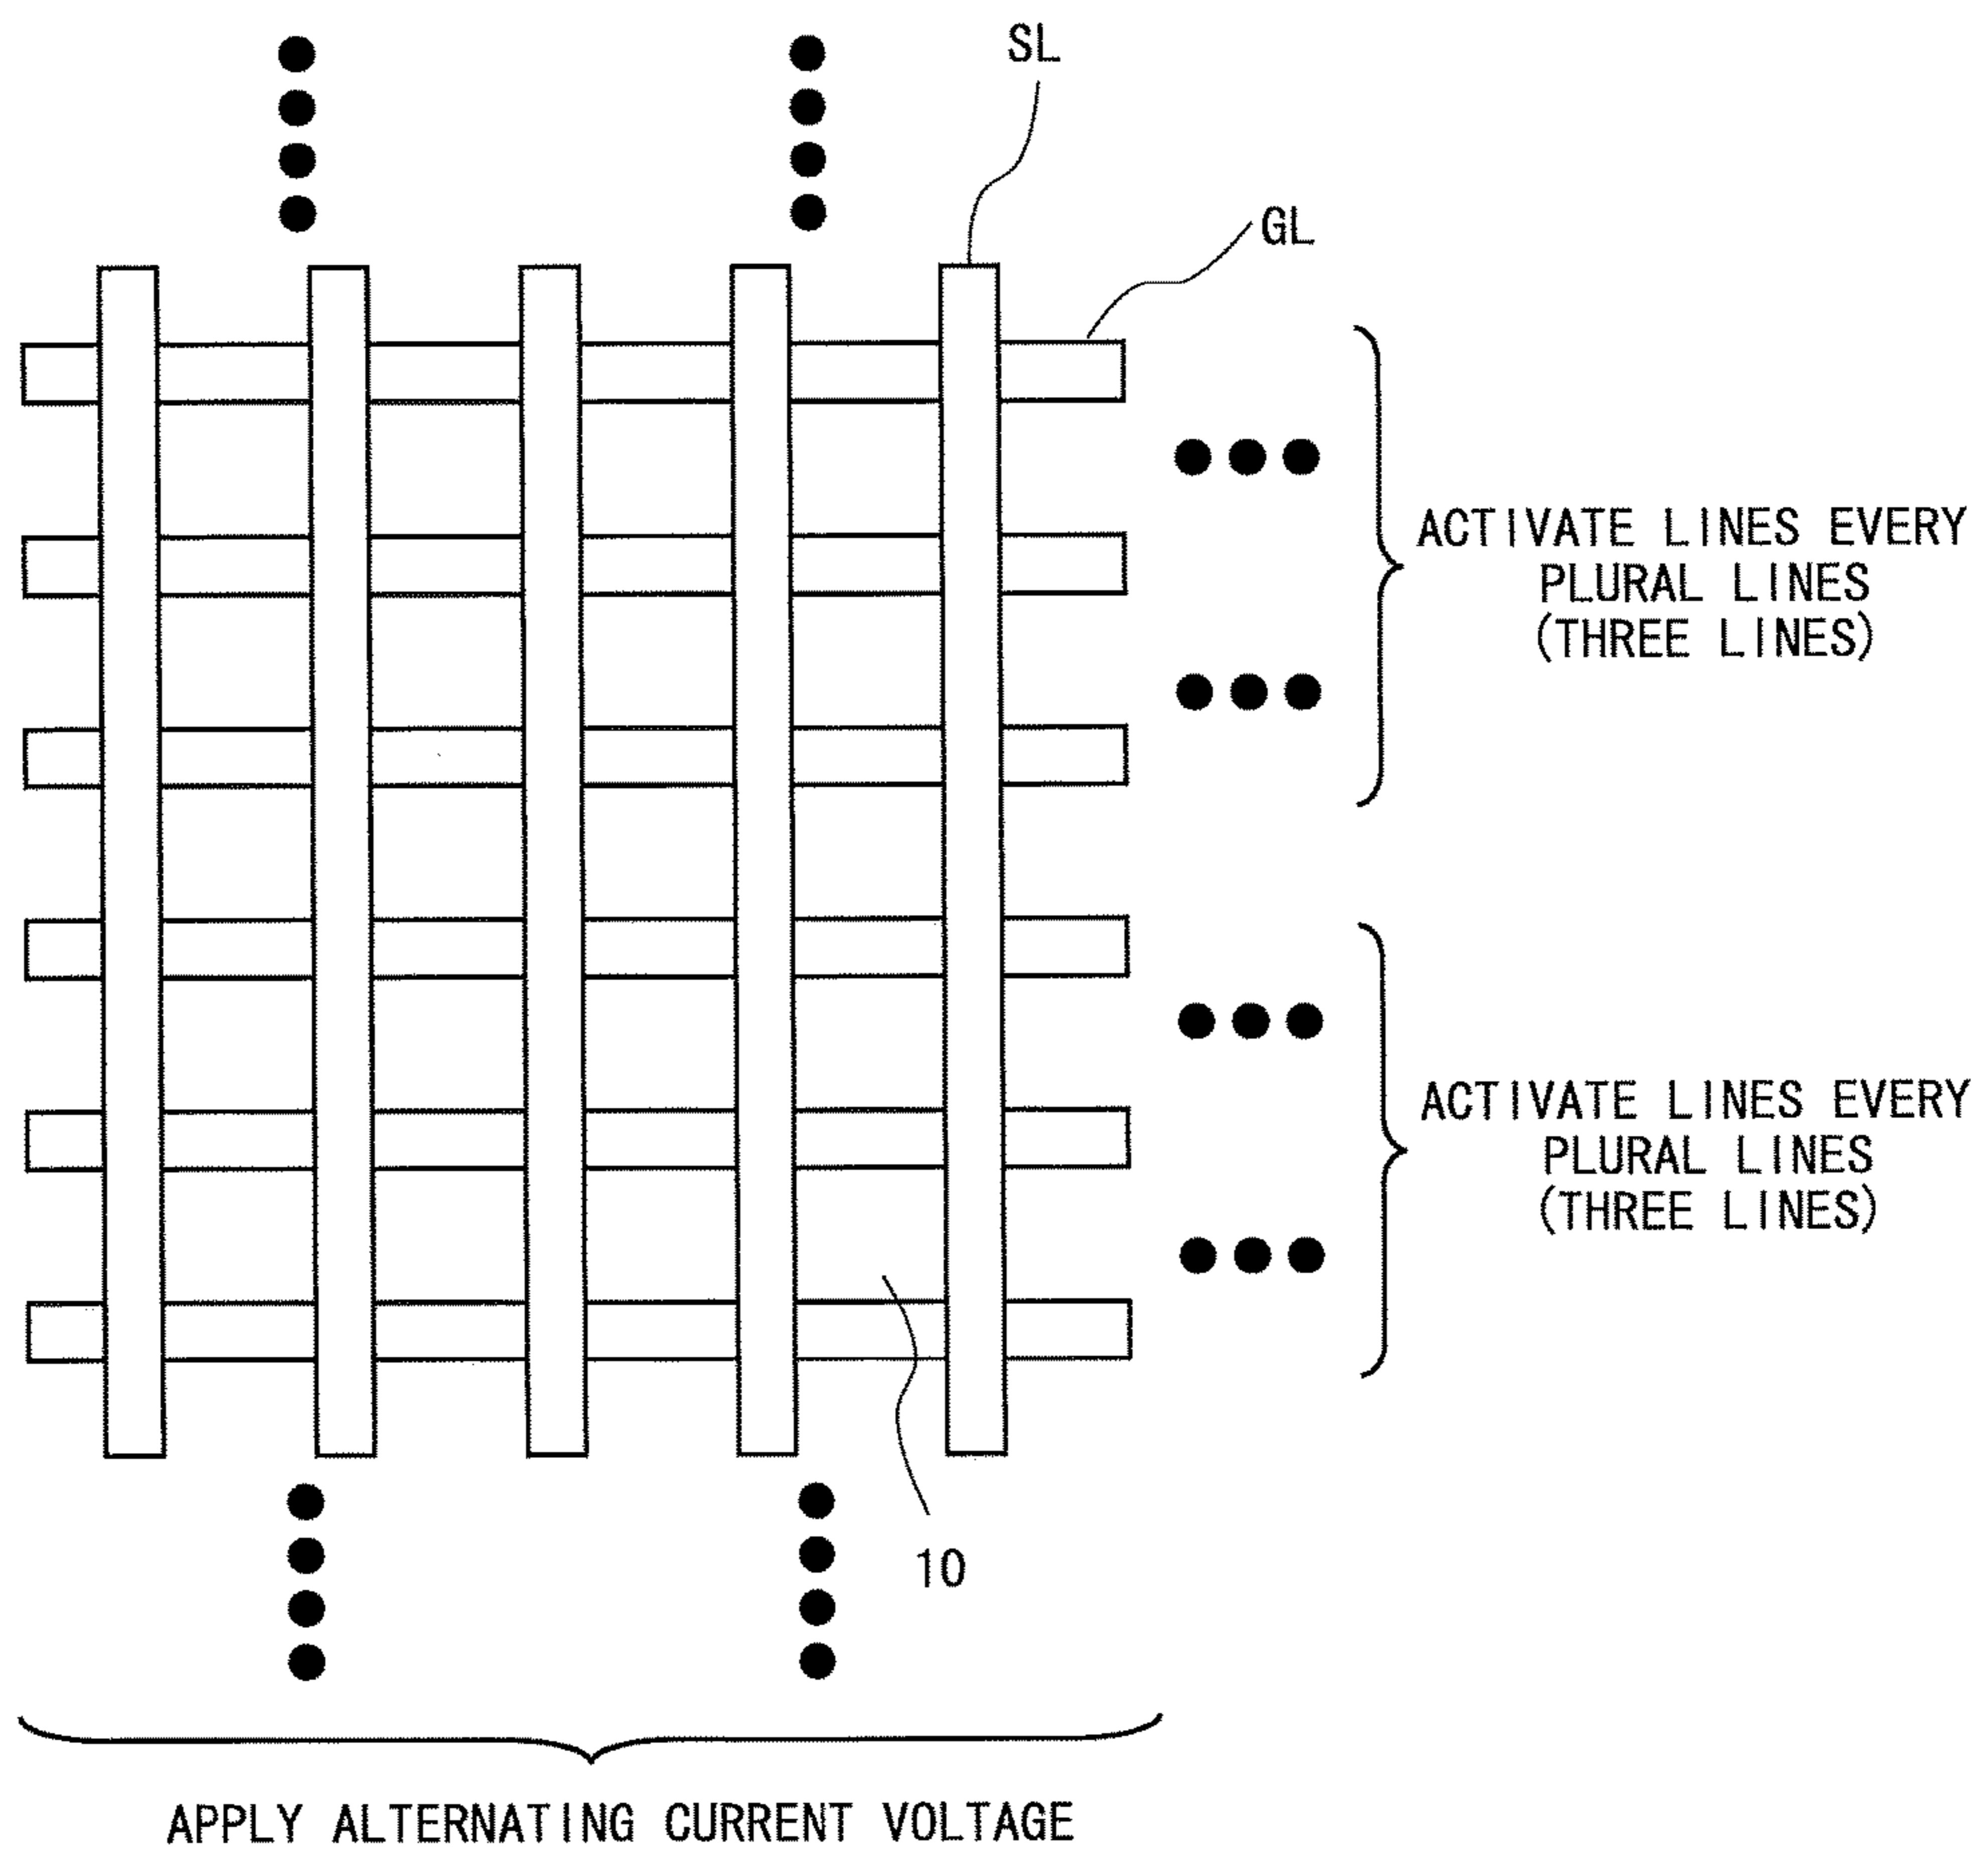 SL
GL
ACTIVATE LINES EVERY
PLURAL LINES
(THREE LINES)
ACTIVATE LINES EVERY
PLURAL LINES
(THREE LINES)
10
APPLY ALTERNATING CURRENT VOLTAGE